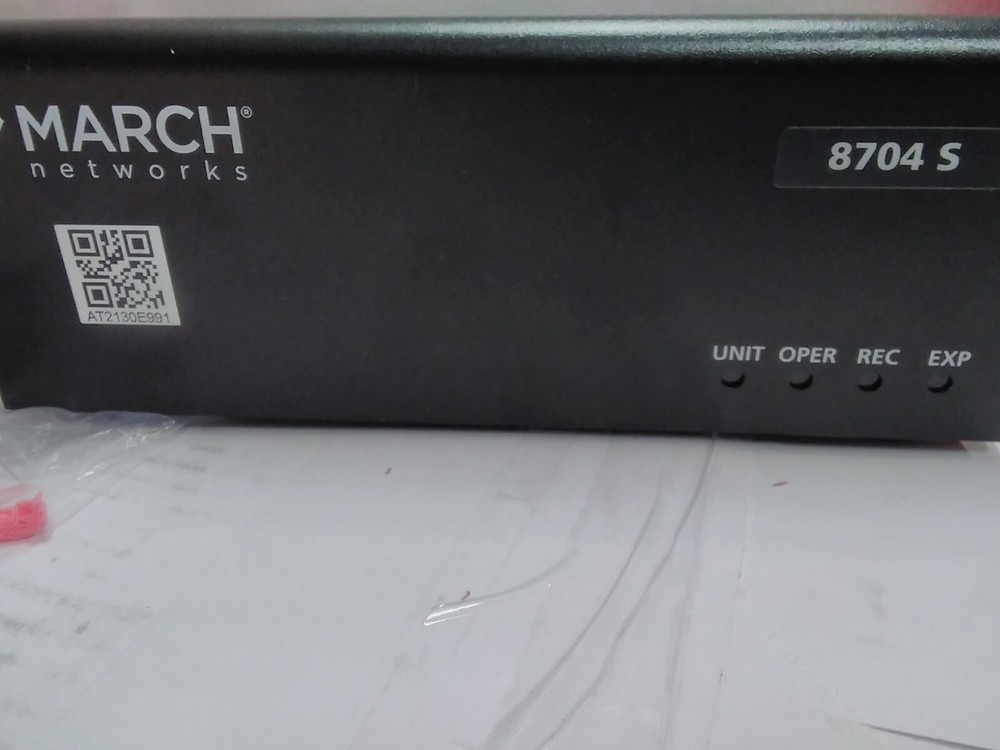 MARCH®
networks
8704 S
AT2130E991
UNIT OPER REC EXP